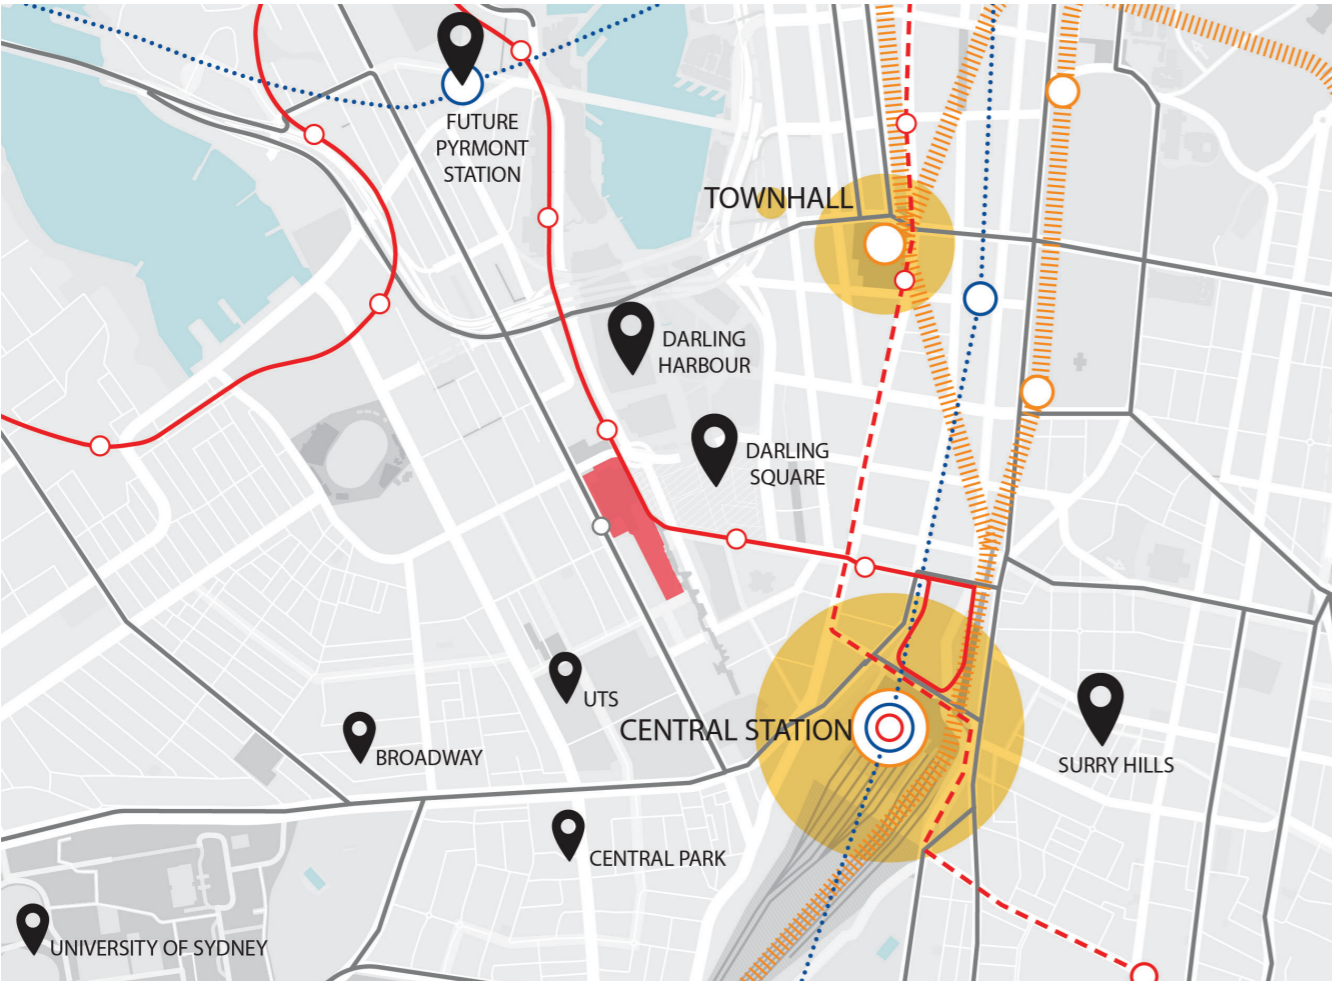 FUTURE
PYRMONT
STATION
TOWNHALL
DARLING
HARBOUR
DARLING
SQUARE
UTS
CENTRAL STATION
BROADWAY
SURRY HILLS
CENTRAL PARK
UNIVERSITY OF SYDNEY